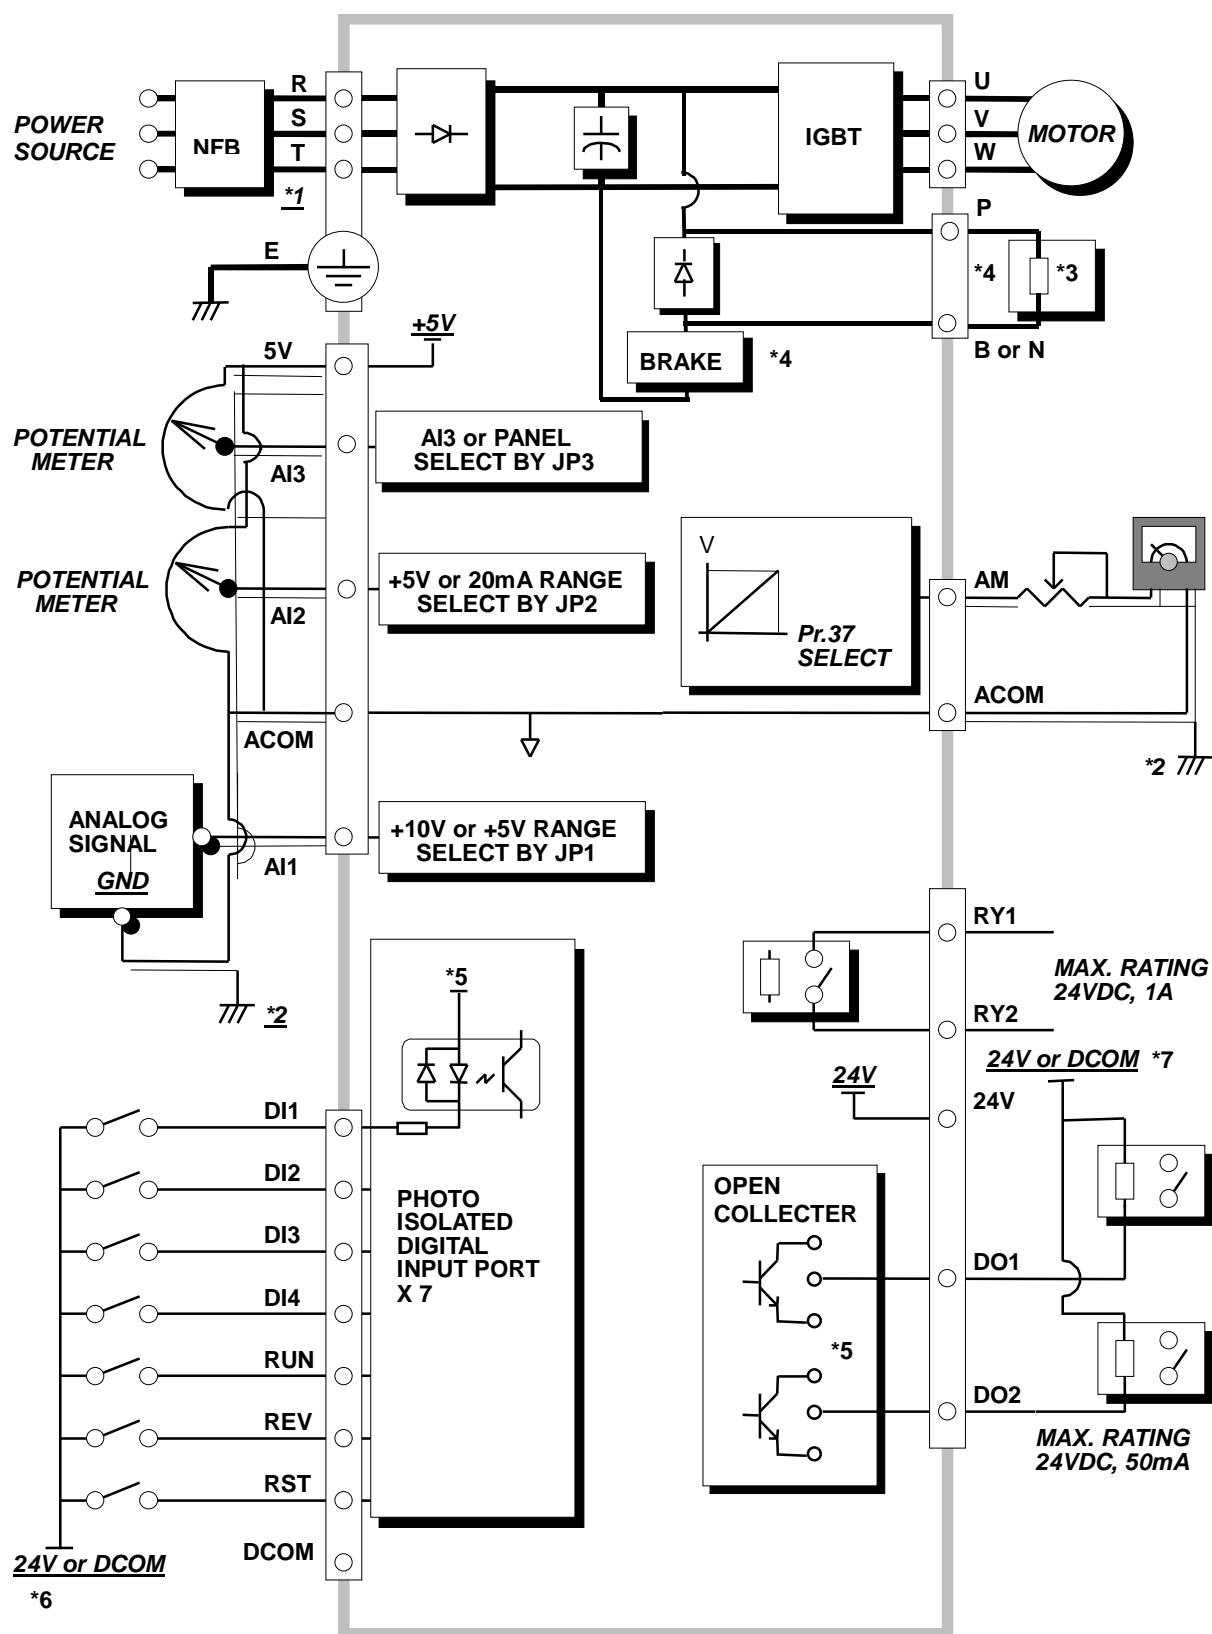 POWER
SOURCE
NFB
R
S
T
*1
E
IGBT
U
V
W
MOTOR
P
*4
*3
B or N
BRAKE
*4
+5V
5V
POTENTIAL
METER
AI3
AI3 or PANEL
SELECT BY JP3
POTENTIAL
METER
AI2
+5V or 20mA RANGE
SELECT BY JP2
V
Pr.37
SELECT
AM
ACOM
*2
ACOM
ANALOG
SIGNAL
GND
AI1
+10V or +5V RANGE
SELECT BY JP1
*2
*5
RY1
MAX. RATING
24VDC, 1A
RY2
24V or DCOM *7
24V
24V
DI1
DI2
DI3
DI4
RUN
REV
RST
DCOM
24V or DCOM
*6
PHOTO
ISOLATED
DIGITAL
INPUT PORT
X 7
OPEN
COLLECTER
*5
DO1
DO2
MAX. RATING
24VDC, 50mA